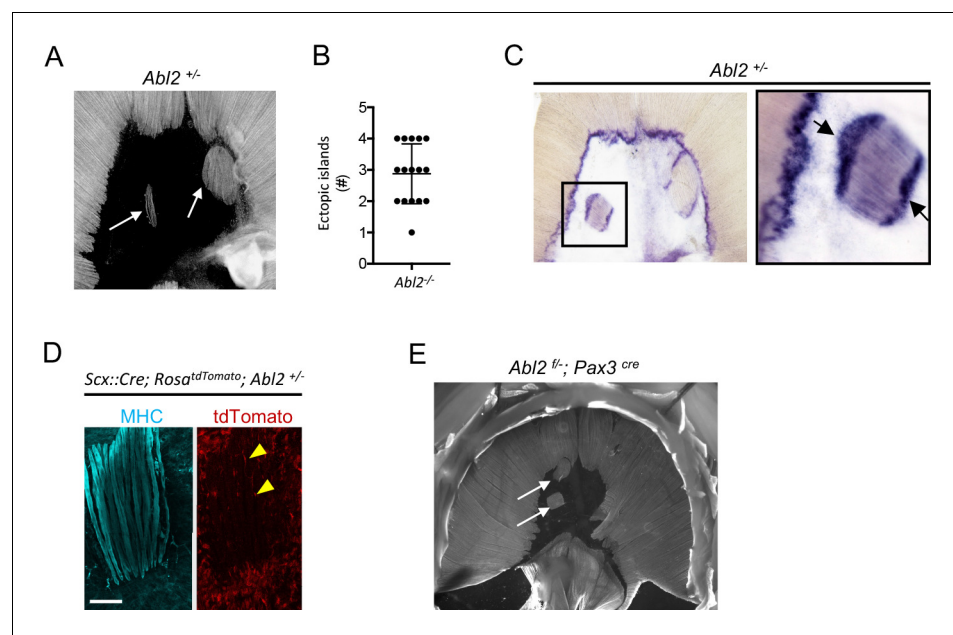 A
Abl2 +/-
B
5
4
3
2
1
0
Ectopic islands
(#)
Abl2-/-
C
Abl2 +/-
D
Scx::Cre; RosatdTomato; Abl2 +/-
MHC
tdTomato
E
Abl2 f/-; Pax3 cre